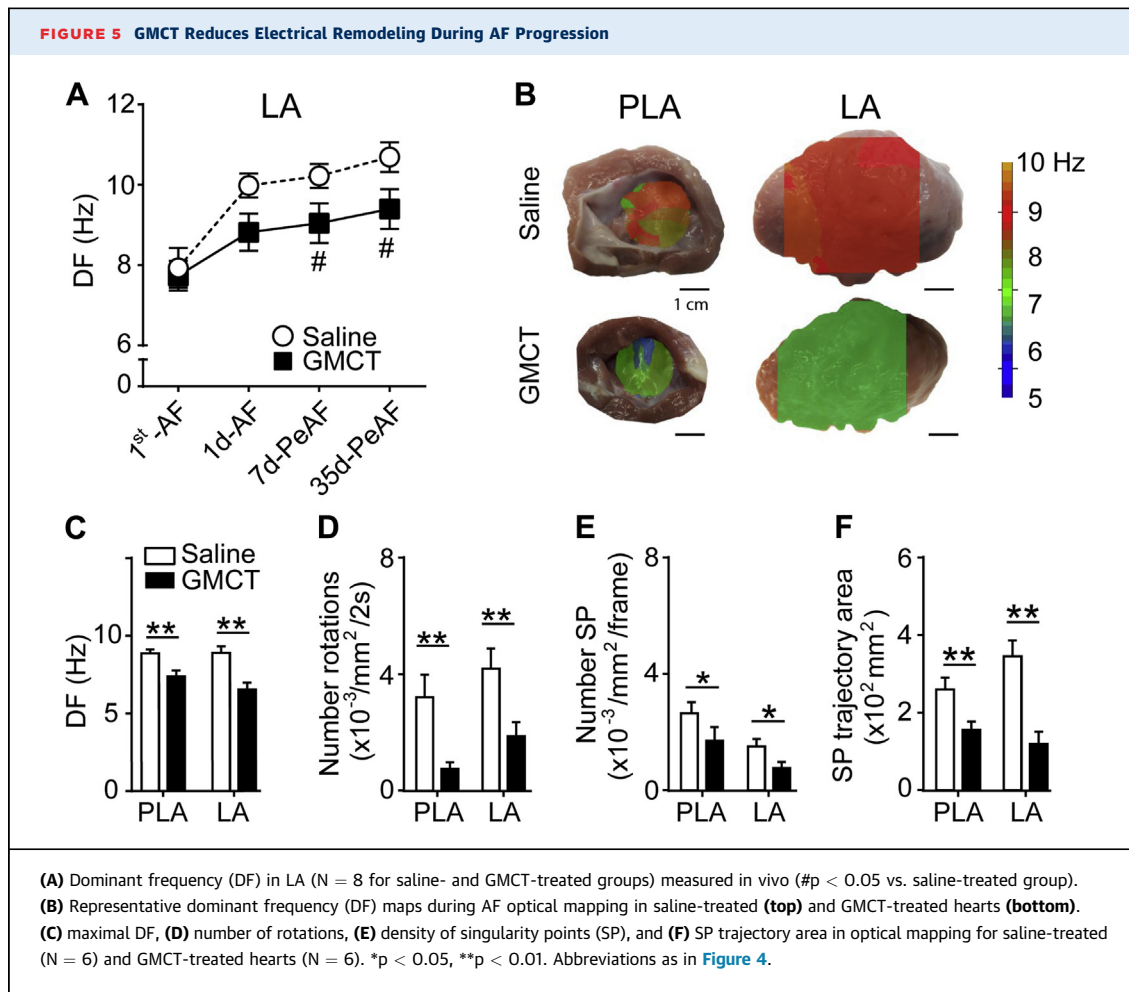 FIGURE 5 GMCT Reduces Electrical Remodeling During AF Progression
A
LA
12
10
8
6
0
DF (Hz)
Saline
GMCT
#
#
1st-AF
1d-AF
7d-PeAF
35d-PeAF
B
PLA
LA
Saline
GMCT
1 cm
10 Hz
9
8
7
6
5
C
Saline
GMCT
10
5
0
DF (Hz)
**
**
PLA
LA
D
8
4
0
Number rotations
(x10-3/mm2/2s)
**
**
PLA
LA
E
8
4
0
Number SP
(x10-3/mm2/frame)
*
*
PLA
LA
F
6
4
2
0
SP trajectory area
(x102 mm2)
**
**
PLA
LA
(A) Dominant frequency (DF) in LA (N = 8 for saline- and GMCT-treated groups) measured in vivo (#p < 0.05 vs. saline-treated group).
(B) Representative dominant frequency (DF) maps during AF optical mapping in saline-treated (top) and GMCT-treated hearts (bottom).
(C) maximal DF, (D) number of rotations, (E) density of singularity points (SP), and (F) SP trajectory area in optical mapping for saline-treated
(N = 6) and GMCT-treated hearts (N = 6). *p < 0.05, **p < 0.01. Abbreviations as in Figure 4.